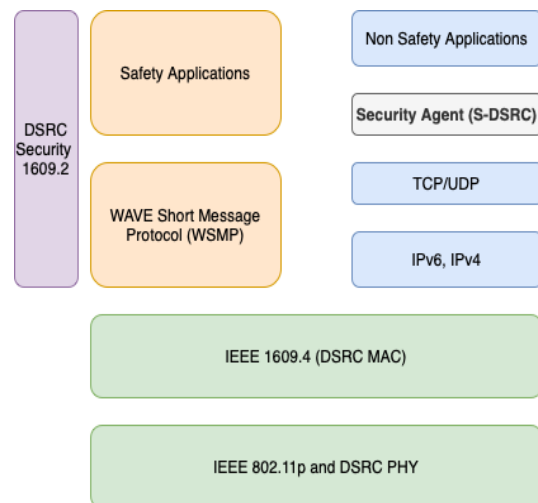 DSRC
Security
1609.2
Safety Applications
WAVE Short Message
Protocol (WSMP)
Non Safety Applications
Security Agent (S-DSRC)
TCP/UDP
IPv6, IPv4
IEEE 1609.4 (DSRC MAC)
IEEE 802.11p and DSRC PHY